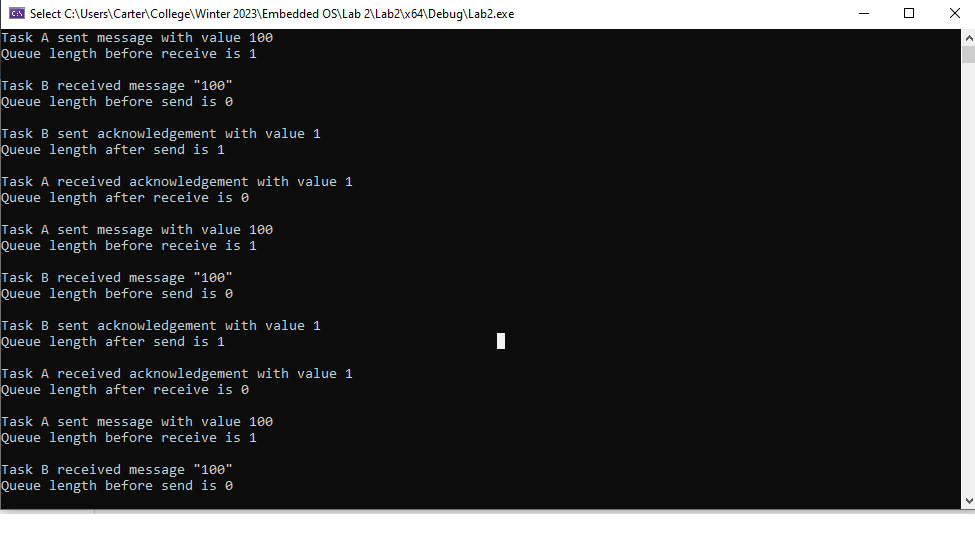 Select C:\Users\Carter\College\Winter 2023\Embedded OS\Lab 2\Lab2\x64\Debug\Lab2.exe
Task A sent message with value 100
Queue length before receive is 1
Task B received message "100"
Queue length before send is 0
Task B sent acknowledgement with value 1
Queue length after send is 1
Task A received acknowledgement with value 1
Queue length after receive is 0
Task A sent message with value 100
Queue length before receive is 1
Task B received message "100"
Queue length before send is 0
Task B sent acknowledgement with value 1
Queue length after send is 1
Task A received acknowledgement with value 1
Queue length after receive is 0
Task A sent message with value 100
Queue length before receive is 1
Task B received message "100"
Queue length before send is 0